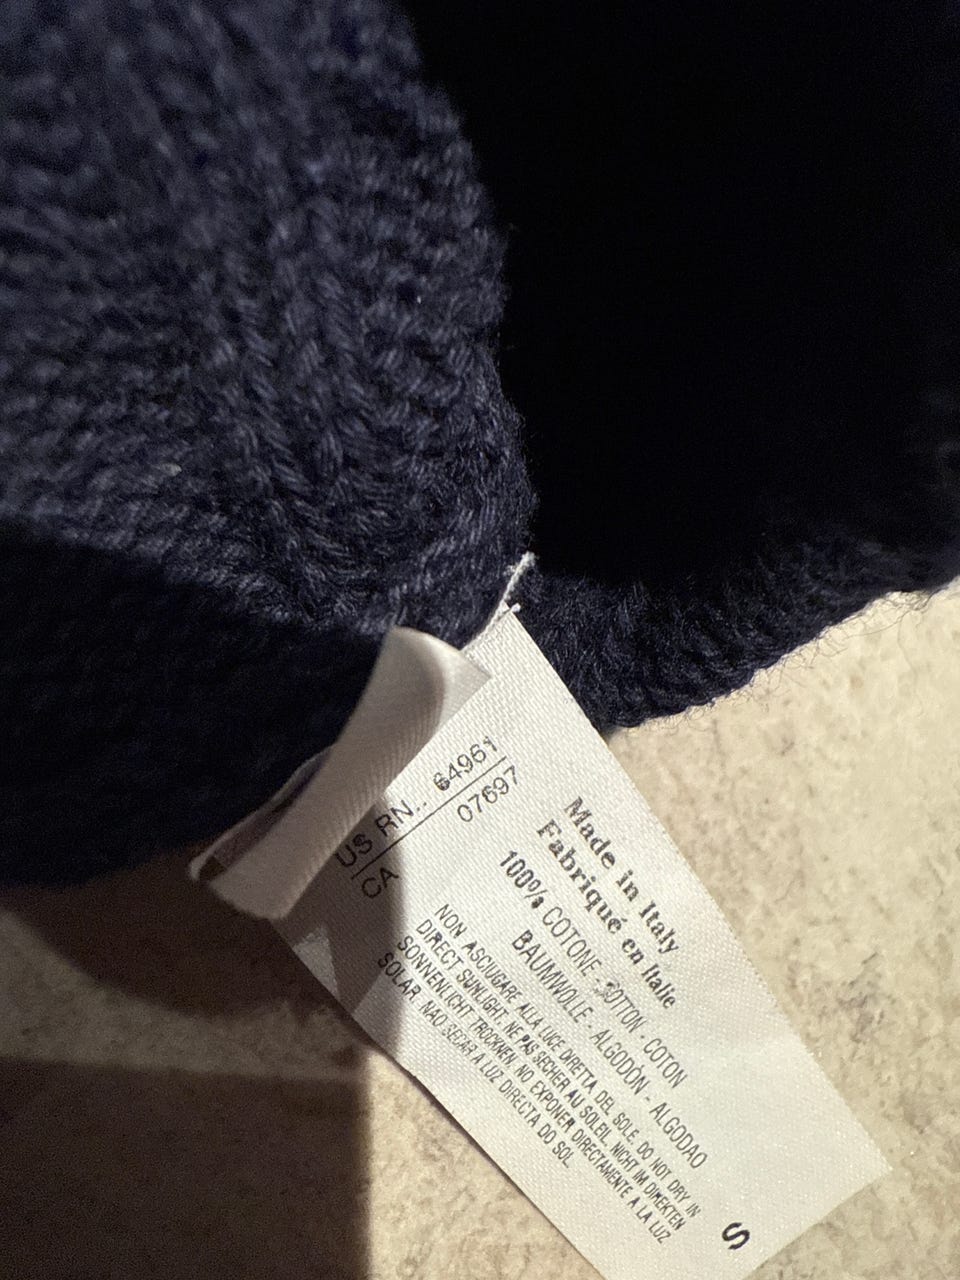 US RN.. 64961
CA 07697
Made in Italy
Fabriqué en Italie
100% COTONE - COTTON - COTON
BAUMWOLLE - ALGODÓN - ALGODAO
NON ASCIUGARE ALLA LUCE DIRETTA DEL SOLE. DO NOT DRY IN
DIRECT SUNLIGHT. NE PAS SECHER AU SOLEIL. NICHT IM DIREKTEN
SONNENLICHT TROCKNEN. NO EXPONER DIRECTAMENTE A LA LUZ
SOLAR. NAO SECAR A LUZ DIRECTA DO SOL.
S